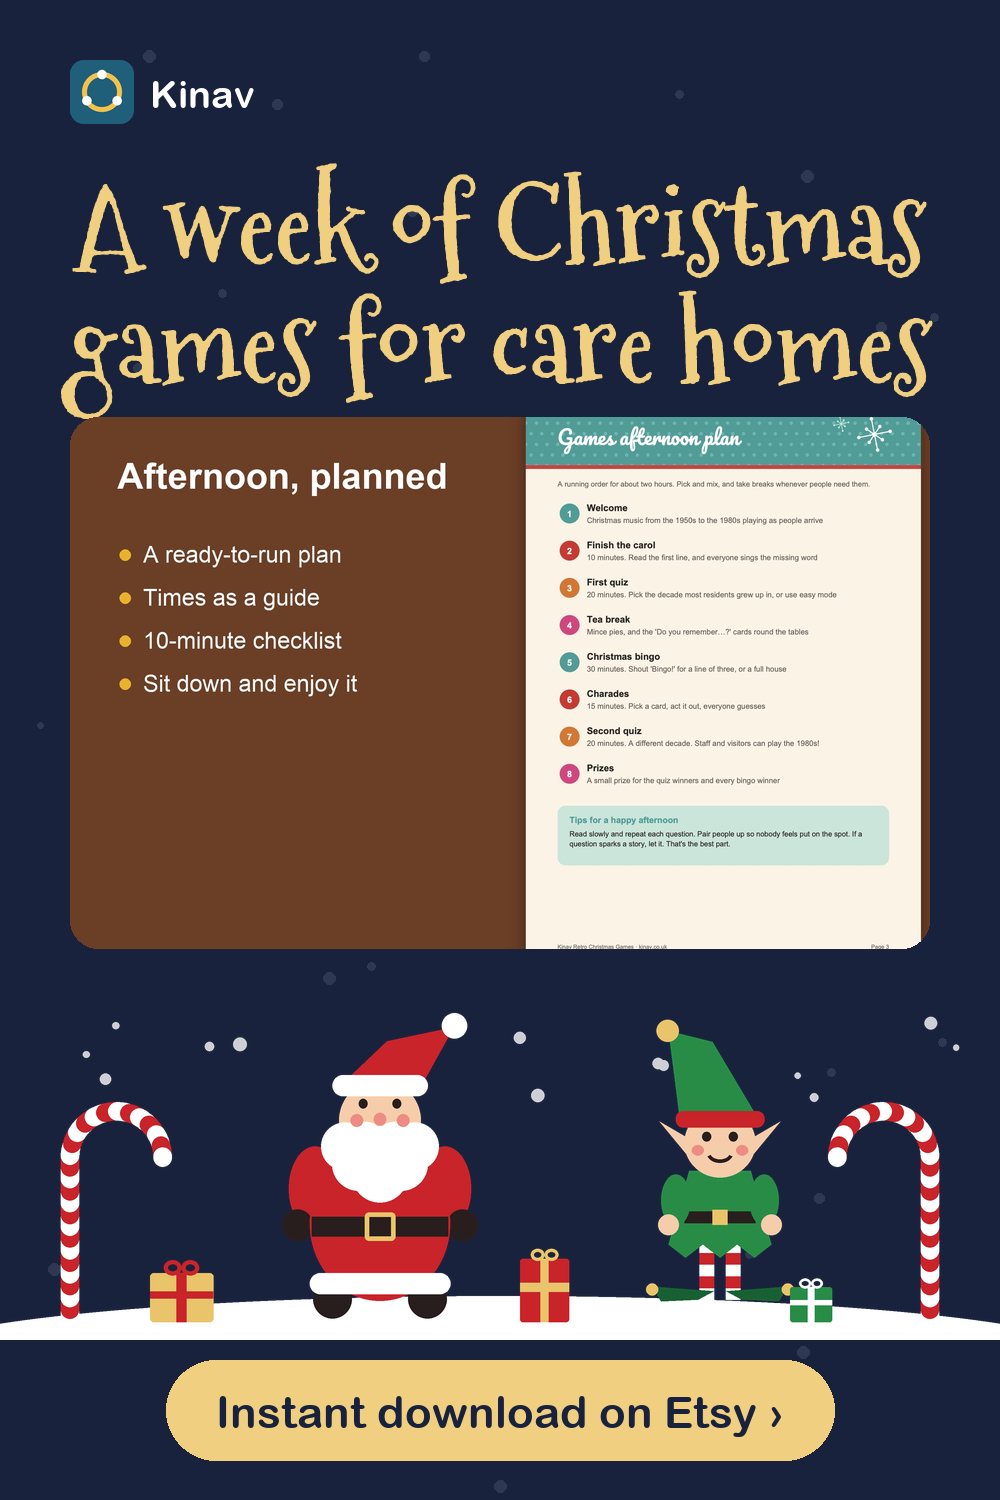 Kinav
A week of Christmas
games for care homes
Afternoon, planned
A ready-to-run plan
Times as a guide
10-minute checklist
Sit down and enjoy it
Games afternoon plan
A running order for about two hours. Pick and mix, and take breaks whenever people need them.
1 Welcome
Christmas music from the 1950s to the 1980s playing as people arrive
2 Finish the carol
10 minutes. Read the first line, and everyone sings the missing word
3 First quiz
20 minutes. Pick the decade most residents grew up in, or use easy mode
4 Tea break
Mince pies, and the 'Do you remember…?' cards round the tables
5 Christmas bingo
30 minutes. Shout 'Bingo!' for a line of three, or a full house
6 Charades
15 minutes. Pick a card, act it out, everyone guesses
7 Second quiz
20 minutes. A different decade. Staff and visitors can play the 1980s!
8 Prizes
A small prize for the quiz winners and every bingo winner
Tips for a happy afternoon
Read slowly and repeat each question. Pair people up so nobody feels put on the spot. If a
question sparks a story, let it. That's the best part.
Kinav Retro Christmas Games · kinav.co.uk
Page 3
Instant download on Etsy ›